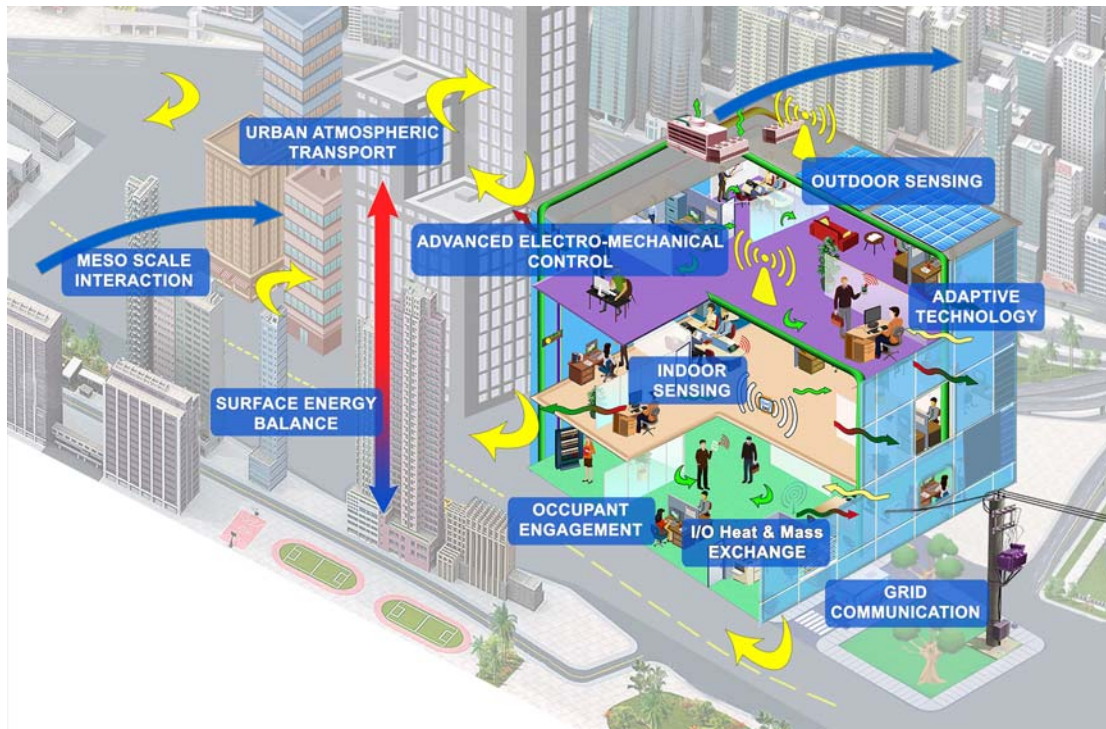 URBAN ATMOSPHERIC
TRANSPORT
OUTDOOR SENSING
ADVANCED ELECTRO-MECHANICAL
CONTROL
MESO SCALE
INTERACTION
ADAPTIVE
TECHNOLOGY
INDOOR
SENSING
SURFACE ENERGY
BALANCE
OCCUPANT
ENGAGEMENT
I/O Heat & Mass
EXCHANGE
GRID
COMMUNICATION